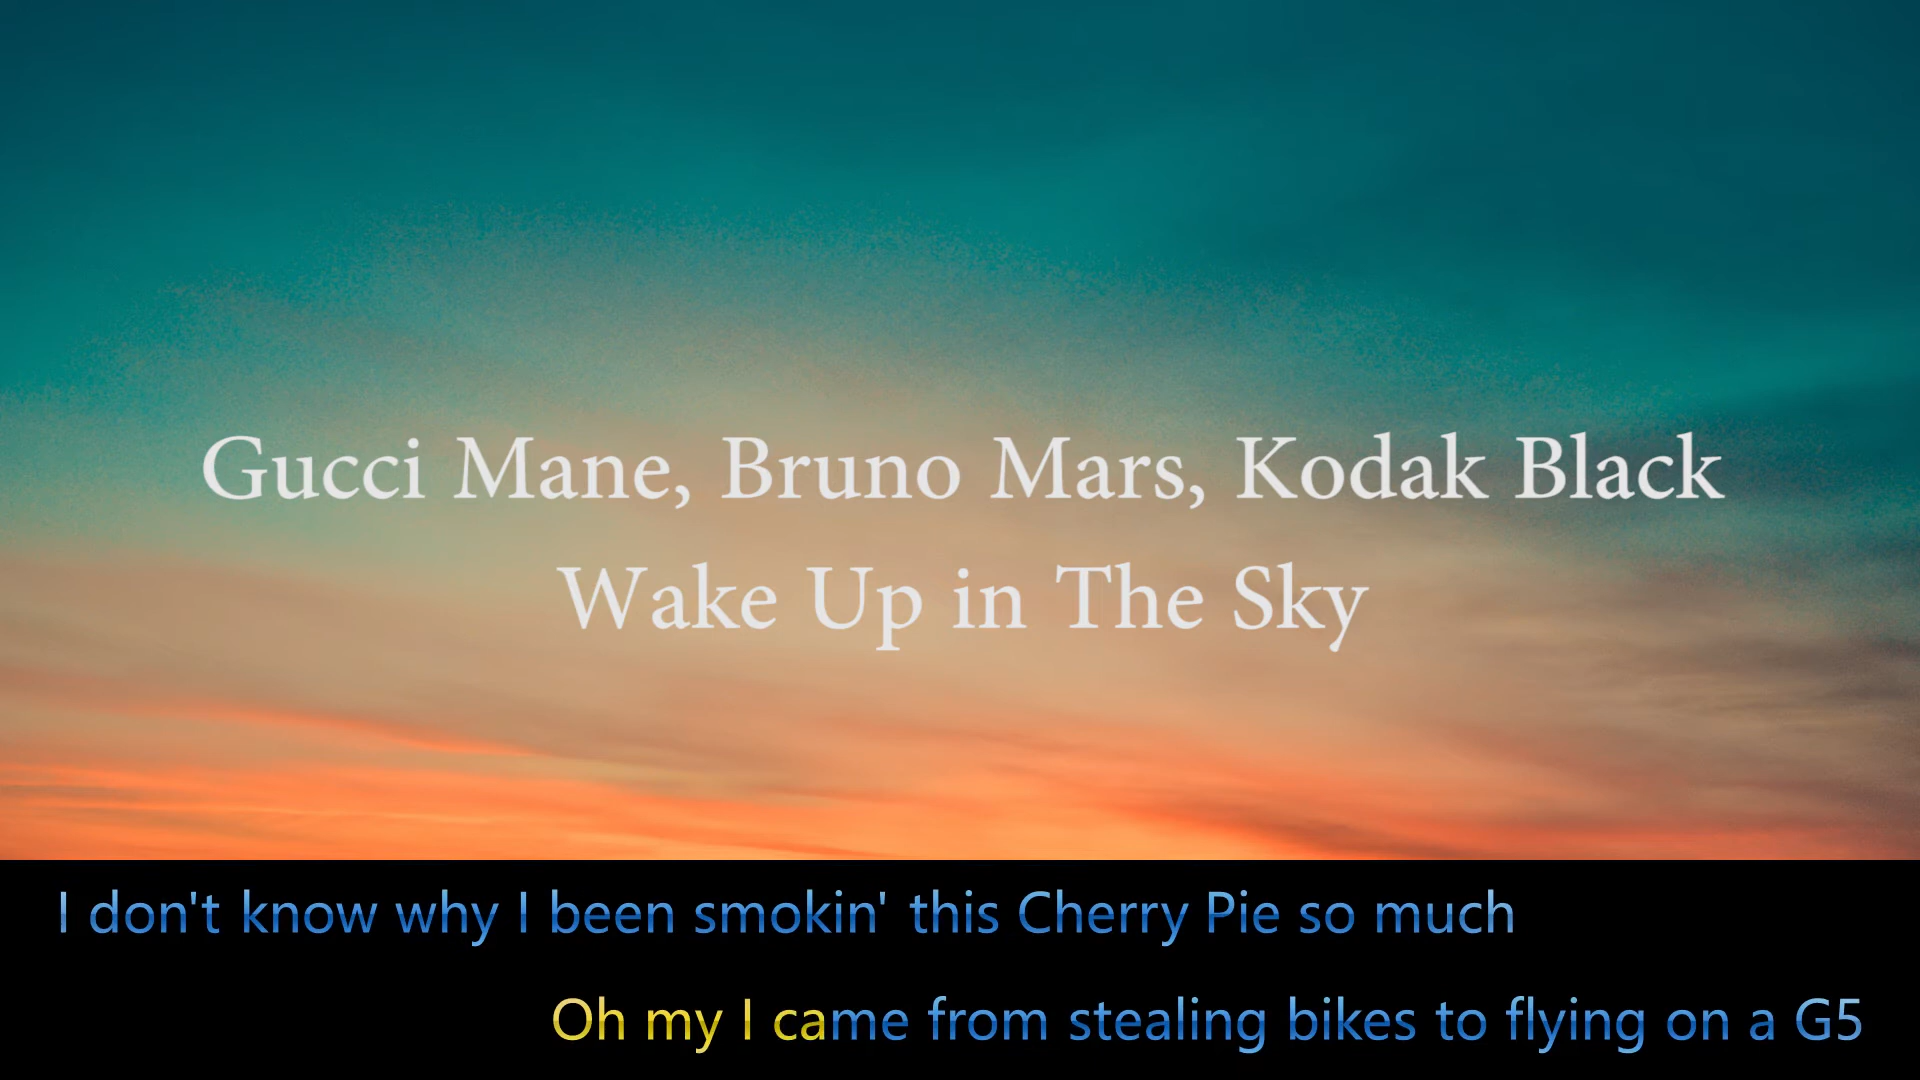 Gucci Mane, Bruno Mars, Kodak Black
Wake Up in The Sky
I don't know why I been smokin' this Cherry Pie so much
Oh my I came from stealing bikes to flying on a G5